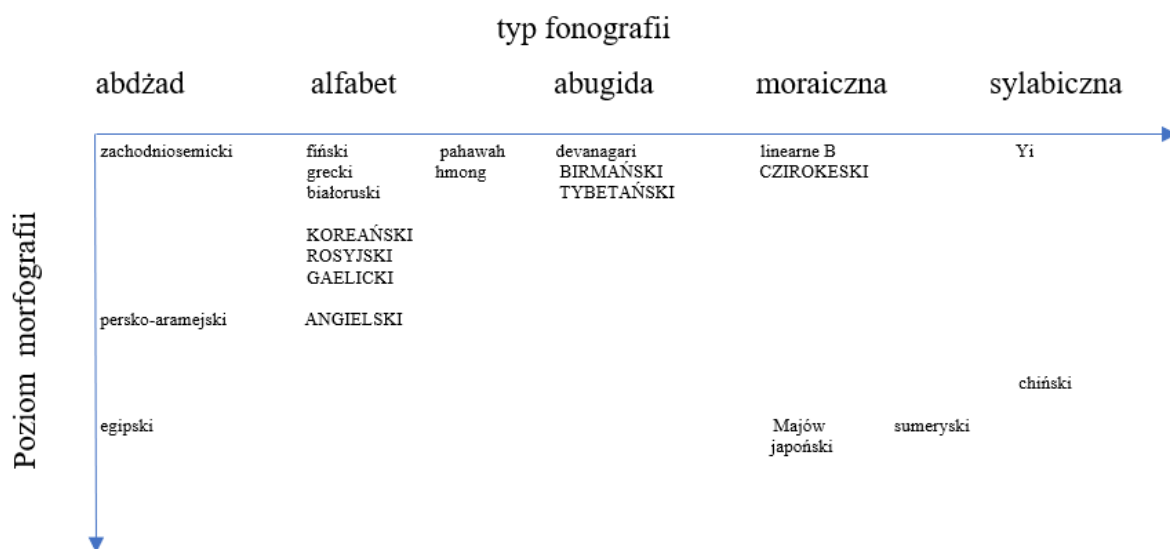 typ fonografii
abdżad alfabet abugida moraiczna sylabiczna
zachodniosemicki fiński pahawah devanagari linearne B Yi
grecki hmong BIRMAŃSKI CZIROKESKI
białoruski TYBETAŃSKI
KOREAŃSKI
ROSYJSKI
GAELICKI
persko-aramejski ANGIELSKI
chiński
egipski Majów sumeryski
japoński
Poziom morfografii